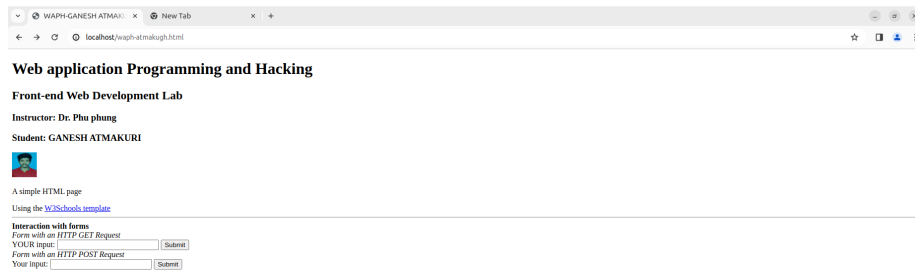 WAPH-GANESH ATMAKU
New Tab
localhost/waph-atmakugh.html
Web application Programming and Hacking
Front-end Web Development Lab
Instructor: Dr. Phu phung
Student: GANESH ATMAKURI
A simple HTML page
Using the W3Schools template
Interaction with forms
Form with an HTTP GET Request
YOUR input: Submit
Form with an HTTP POST Request
Your input: Submit